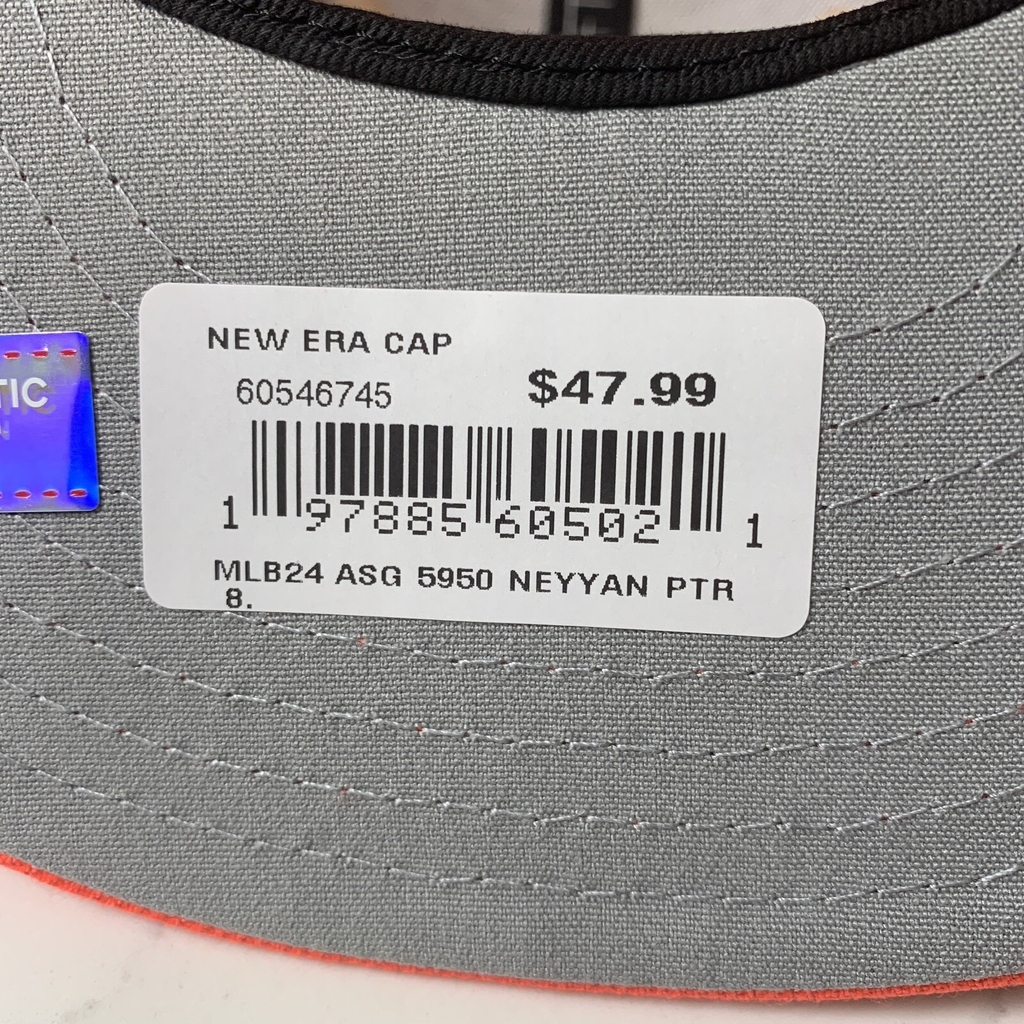 NEW ERA CAP
60546745
$47.99
1 97885 60502 1
MLB24 ASG 5950 NEYYAN PTR
8.
TIC